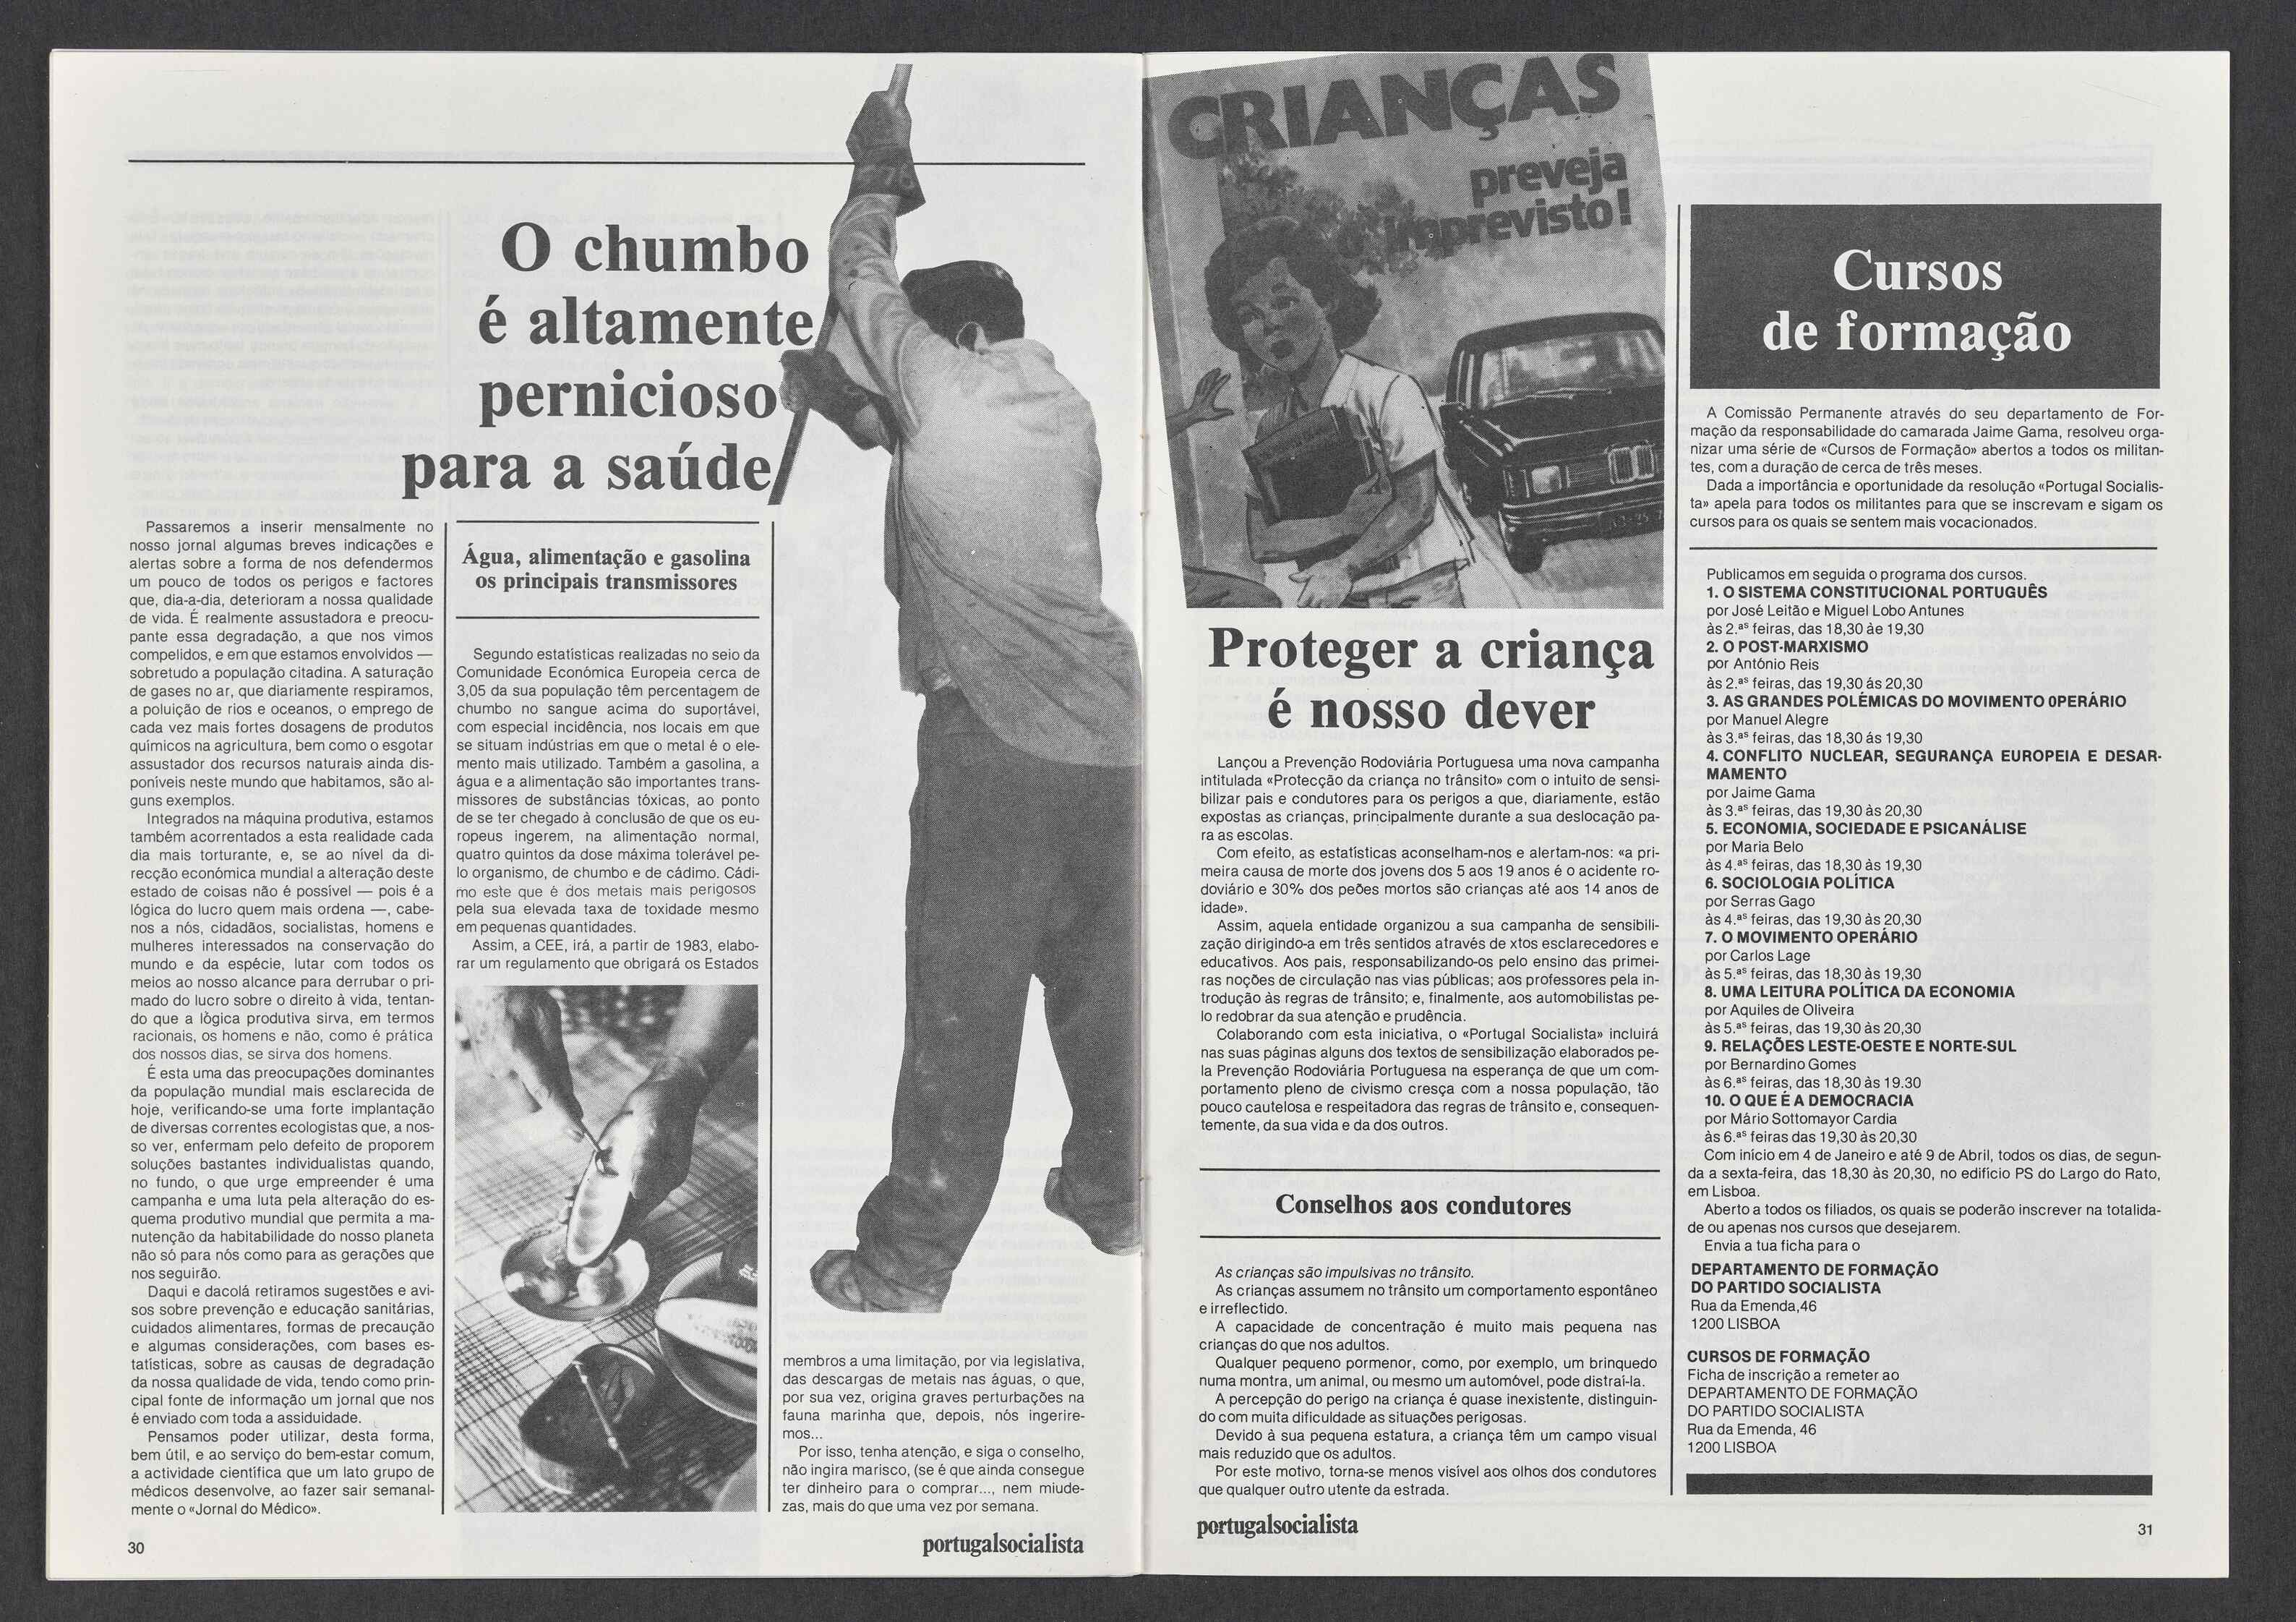 O chumbo
é altamente
pernicioso
para a saúde
Passaremos a inserir mensalmente no
nosso jornal algumas breves indicações e
alertas sobre a forma de nos defendermos
um pouco de todos os perigos e factores
que, dia-a-dia, deterioram a nossa qualidade
de vida. É realmente assustadora e preocu-
pante essa degradação, a que nos vimos
compelidos, e em que estamos envolvidos —
sobretudo a população citadina. A saturação
de gases no ar, que diariamente respiramos,
a poluição de rios e oceanos, o emprego de
cada vez mais fortes dosagens de produtos
químicos na agricultura, bem como o esgotar
assustador dos recursos naturais ainda dis-
poníveis neste mundo que habitamos, são al-
guns exemplos.
Integrados na máquina produtiva, estamos
também acorrentados a esta realidade cada
dia mais torturante, e, se ao nível da di-
recção económica mundial a alteração deste
estado de coisas não é possível — pois é a
lógica do lucro quem mais ordena —, cabe-
nos a nós, cidadãos, socialistas, homens e
mulheres interessados na conservação do
mundo e da espécie, lutar com todos os
meios ao nosso alcance para derrubar o pri-
mado do lucro sobre o direito à vida, tentan-
do que a lògica produtiva sirva, em termos
racionais, os homens e não, como é prática
dos nossos dias, se sirva dos homens.
É esta uma das preocupações dominantes
da população mundial mais esclarecida de
hoje, verificando-se uma forte implantação
de diversas correntes ecologistas que, a nos-
so ver, enfermam pelo defeito de proporem
soluções bastantes individualistas quando,
no fundo, o que urge empreender é uma
campanha e uma luta pela alteração do es-
quema produtivo mundial que permita a ma-
nutenção da habitabilidade do nosso planeta
não só para nós como para as gerações que
nos seguirão.
Daqui e dacolá retiramos sugestões e avi-
sos sobre prevenção e educação sanitárias,
cuidados alimentares, formas de precaução
e algumas considerações, com bases es-
tatísticas, sobre as causas de degradação
da nossa qualidade de vida, tendo como prin-
cipal fonte de informação um jornal que nos
é enviado com toda a assiduidade.
Pensamos poder utilizar, desta forma,
bem útil, e ao serviço do bem-estar comum,
a actividade científica que um lato grupo de
médicos desenvolve, ao fazer sair semanal-
mente o «Jornal do Médico».
Água, alimentação e gasolina
os principais transmissores
Segundo estatísticas realizadas no seio da
Comunidade Económica Europeia cerca de
3,05 da sua população têm percentagem de
chumbo no sangue acima do suportável,
com especial incidência, nos locais em que
se situam indústrias em que o metal é o ele-
mento mais utilizado. Também a gasolina, a
água e a alimentação são importantes trans-
missores de substâncias tóxicas, ao ponto
de se ter chegado à conclusão de que os eu-
ropeus ingerem, na alimentação normal,
quatro quintos da dose máxima tolerável pe-
lo organismo, de chumbo e de cádimo. Cádi-
mo este que é dos metais mais perigosos
pela sua elevada taxa de toxidade mesmo
em pequenas quantidades.
Assim, a CEE, irá, a partir de 1983, elabo-
rar um regulamento que obrigará os Estados
membros a uma limitação, por via legislativa,
das descargas de metais nas águas, o que,
por sua vez, origina graves perturbações na
fauna marinha que, depois, nós ingerire-
mos...
Por isso, tenha atenção, e siga o conselho,
não ingira marisco, (se é que ainda consegue
ter dinheiro para o comprar..., nem miude-
zas, mais do que uma vez por semana.
30
portugalsocialista
CRIANÇAS
preveja
o imprevisto!
Proteger a criança
é nosso dever
Lançou a Prevenção Rodoviária Portuguesa uma nova campanha
intitulada «Protecção da criança no trânsito» com o intuito de sensi-
bilizar pais e condutores para os perigos a que, diariamente, estão
expostas as crianças, principalmente durante a sua deslocação pa-
ra as escolas.
Com efeito, as estatísticas aconselham-nos e alertam-nos: «a pri-
meira causa de morte dos jovens dos 5 aos 19 anos é o acidente ro-
doviário e 30% dos peões mortos são crianças até aos 14 anos de
idade».
Assim, aquela entidade organizou a sua campanha de sensibili-
zação dirigindo-a em três sentidos através de xtos esclarecedores e
educativos. Aos pais, responsabilizando-os pelo ensino das primei-
ras noções de circulação nas vias públicas; aos professores pela in-
trodução às regras de trânsito; e, finalmente, aos automobilistas pe-
lo redobrar da sua atenção e prudência.
Colaborando com esta iniciativa, o «Portugal Socialista» incluirá
nas suas páginas alguns dos textos de sensibilização elaborados pe-
la Prevenção Rodoviária Portuguesa na esperança de que um com-
portamento pleno de civismo cresça com a nossa população, tão
pouco cautelosa e respeitadora das regras de trânsito e, consequen-
temente, da sua vida e da dos outros.
Conselhos aos condutores
As crianças são impulsivas no trânsito.
As crianças assumem no trânsito um comportamento espontâneo
e irreflectido.
A capacidade de concentração é muito mais pequena nas
crianças do que nos adultos.
Qualquer pequeno pormenor, como, por exemplo, um brinquedo
numa montra, um animal, ou mesmo um automóvel, pode distraí-la.
A percepção do perigo na criança é quase inexistente, distinguin-
do com muita dificuldade as situações perigosas.
Devido à sua pequena estatura, a criança têm um campo visual
mais reduzido que os adultos.
Por este motivo, torna-se menos visível aos olhos dos condutores
que qualquer outro utente da estrada.
portugalsocialista
Cursos
de formação
A Comissão Permanente através do seu departamento de For-
mação da responsabilidade do camarada Jaime Gama, resolveu orga-
nizar uma série de «Cursos de Formação» abertos a todos os militan-
tes, com a duração de cerca de três meses.
Dada a importância e oportunidade da resolução «Portugal Socialis-
ta» apela para todos os militantes para que se inscrevam e sigam os
cursos para os quais se sentem mais vocacionados.
Publicamos em seguida o programa dos cursos.
1. O SISTEMA CONSTITUCIONAL PORTUGUÊS
por José Leitão e Miguel Lobo Antunes
às 2.as feiras, das 18,30 àe 19,30
2. O POST-MARXISMO
por António Reis
às 2.as feiras, das 19,30 ás 20,30
3. AS GRANDES POLÉMICAS DO MOVIMENTO OPERÁRIO
por Manuel Alegre
às 3.as feiras, das 18,30 ás 19,30
4. CONFLITO NUCLEAR, SEGURANÇA EUROPEIA E DESAR-
MAMENTO
por Jaime Gama
às 3.as feiras, das 19,30 às 20,30
5. ECONOMIA, SOCIEDADE E PSICANÁLISE
por Maria Belo
às 4.as feiras, das 18,30 às 19,30
6. SOCIOLOGIA POLÍTICA
por Serras Gago
às 4.as feiras, das 19,30 às 20,30
7. O MOVIMENTO OPERÁRIO
por Carlos Lage
às 5.as feiras, das 18,30 às 19,30
8. UMA LEITURA POLÍTICA DA ECONOMIA
por Aquiles de Oliveira
às 5.as feiras, das 19,30 às 20,30
9. RELAÇÕES LESTE-OESTE E NORTE-SUL
por Bernardino Gomes
às 6.as feiras, das 18,30 às 19.30
10. O QUE É A DEMOCRACIA
por Mário Sottomayor Cardia
às 6.as feiras das 19,30 às 20,30
Com início em 4 de Janeiro e até 9 de Abril, todos os dias, de segun-
da a sexta-feira, das 18,30 às 20,30, no edifício PS do Largo do Rato,
em Lisboa.
Aberto a todos os filiados, os quais se poderão inscrever na totalida-
de ou apenas nos cursos que desejarem.
Envia a tua ficha para o
DEPARTAMENTO DE FORMAÇÃO
DO PARTIDO SOCIALISTA
Rua da Emenda,46
1200 LISBOA
CURSOS DE FORMAÇÃO
Ficha de inscrição a remeter ao
DEPARTAMENTO DE FORMAÇÃO
DO PARTIDO SOCIALISTA
Rua da Emenda, 46
1200 LISBOA
31